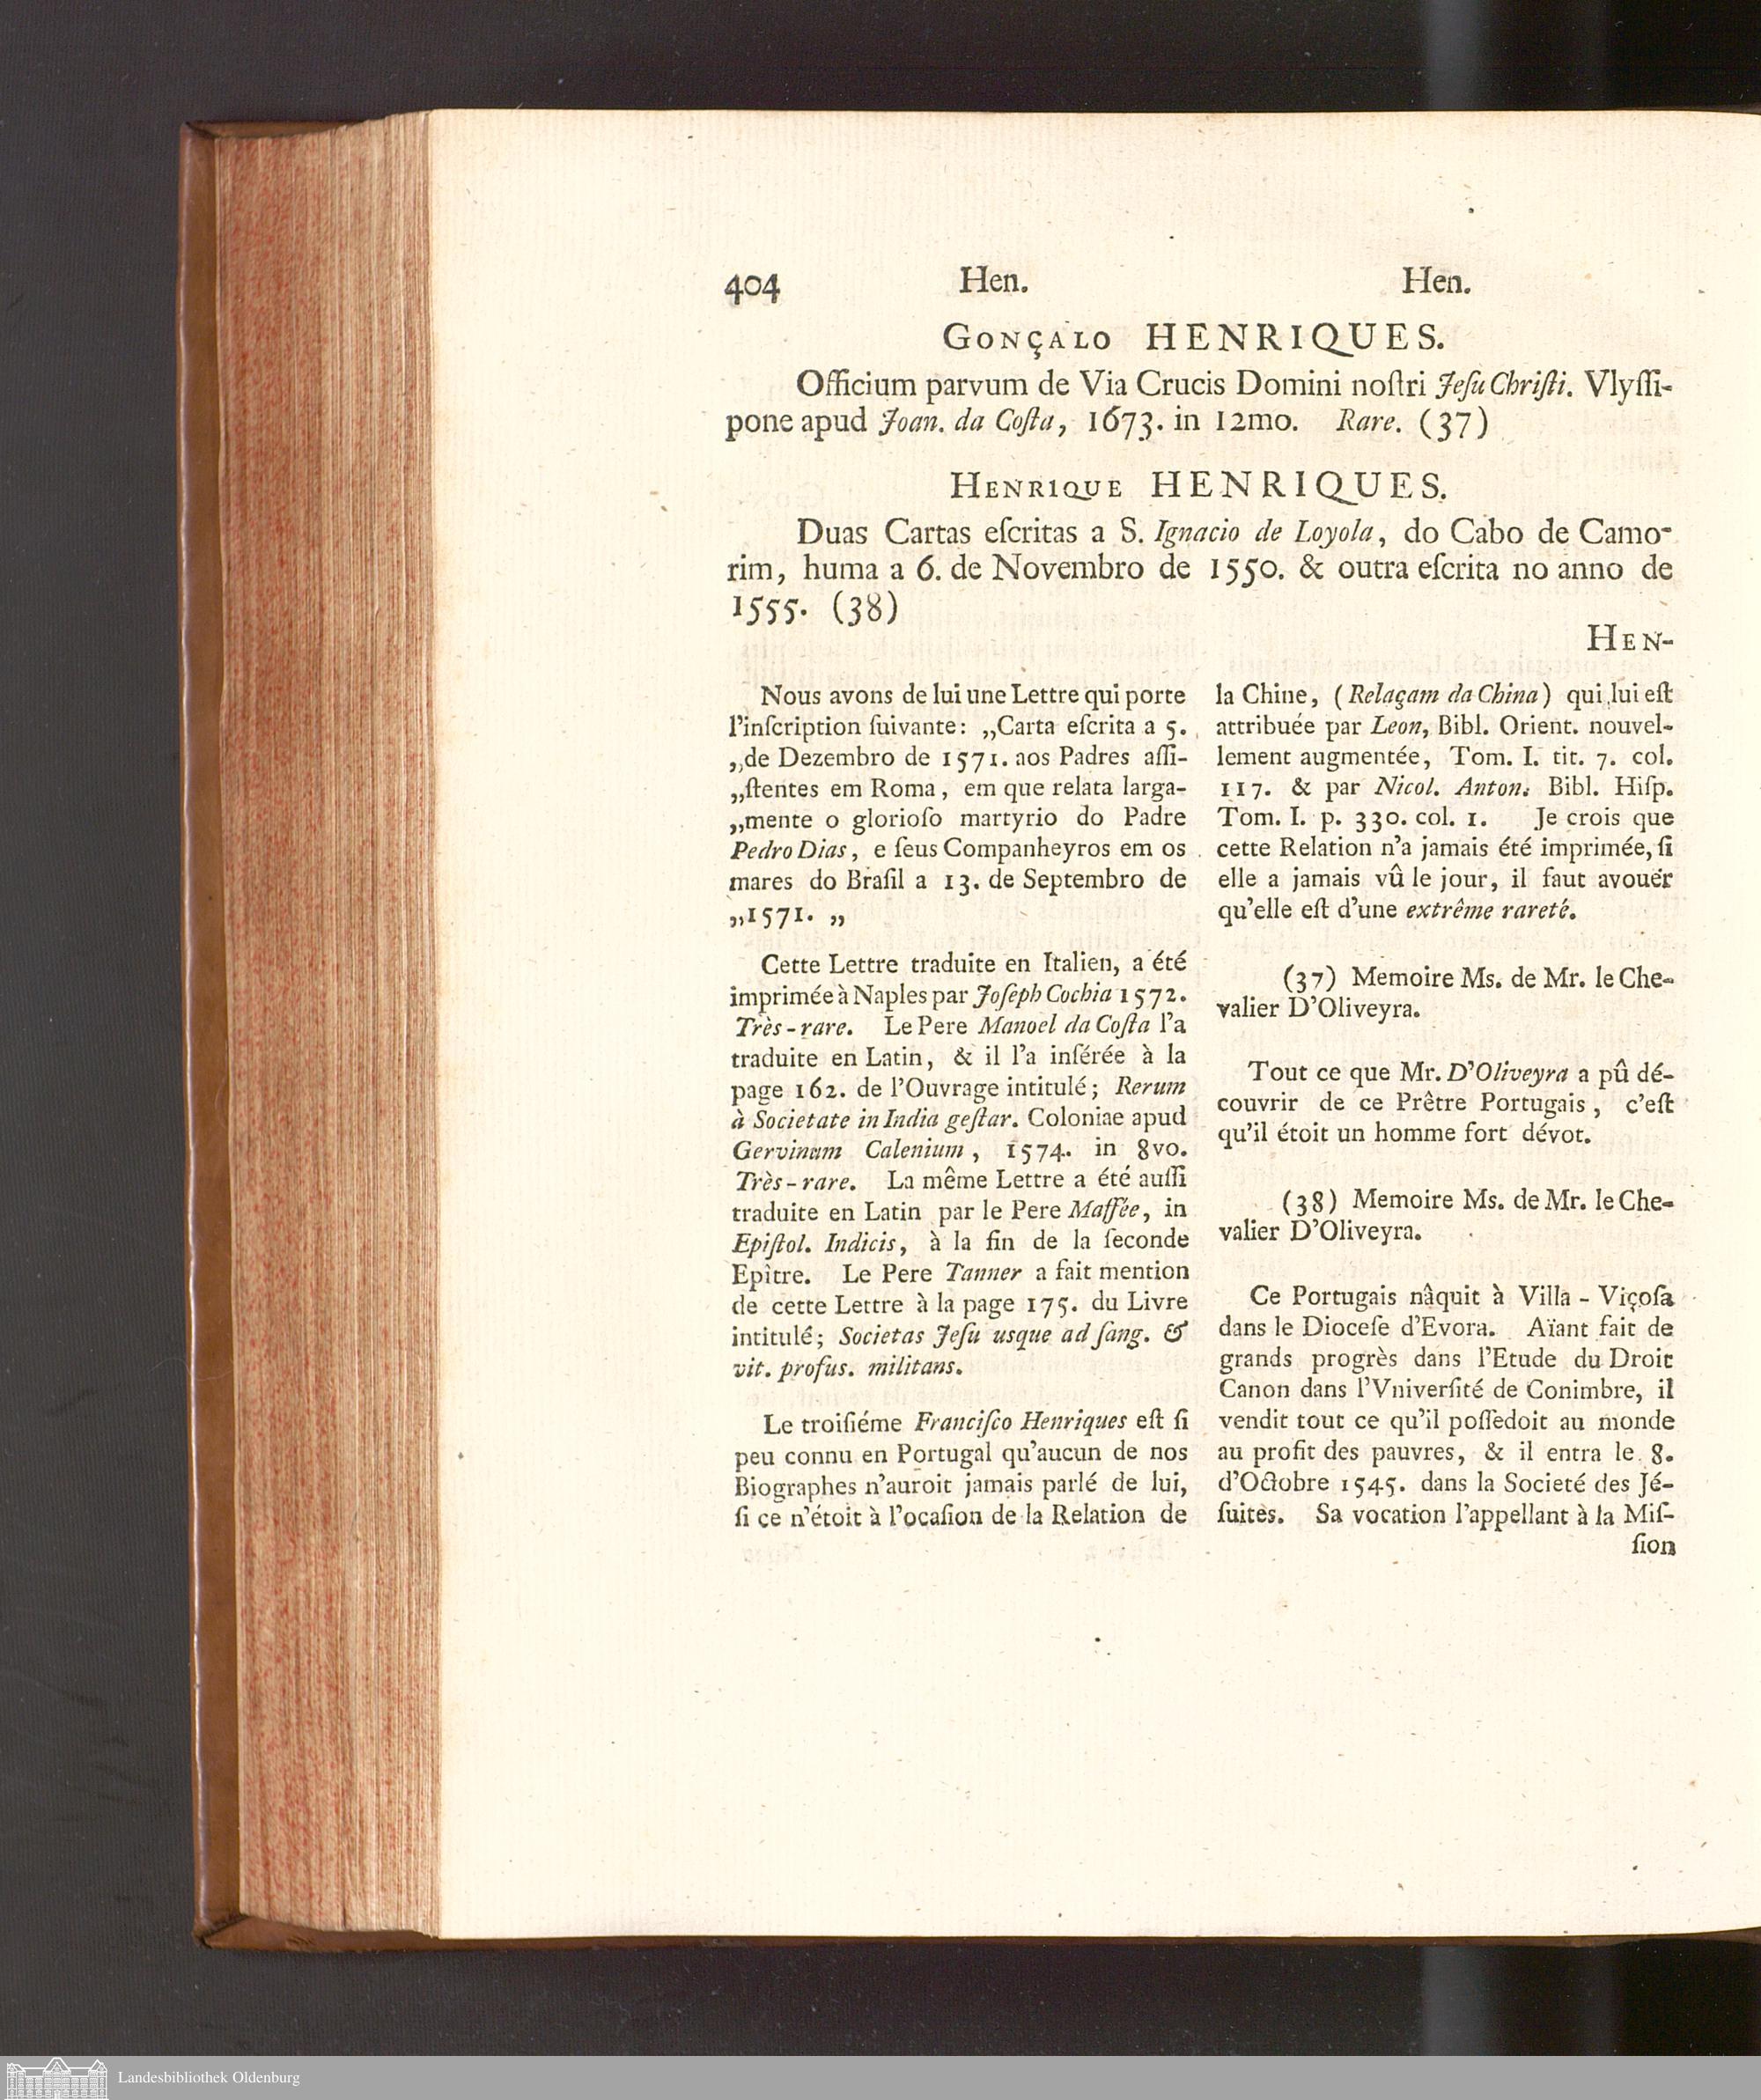 404 Hen. Hen.
GONÇALO HENRIQUES.
Officium parvum de Via Crucis Domini noſtri Jeſu Chriſti. Vlyſſi-
pone apud Joan. da Coſta, 1673. in 12mo. Rare. (37)
HENRIQUE HENRIQUES.
Duas Cartas eſcritas a S. Ignacio de Loyola, do Cabo de Camo-
rim, huma a 6. de Novembro de 1550. & outra eſcrita no anno de
1555. (38)
HEN-
Nous avons de lui une Lettre qui porte
l'inſcription ſuivante: „Carta eſcrita a 5.
„de Dezembro de 1571. aos Padres aſſi-
„ſtentes em Roma, em que relata larga-
„mente o glorioſo martyrio do Padre
Pedro Dias, e ſeus Companheyros em os
mares do Braſil a 13. de Septembro de
„1571. „
Cette Lettre traduite en Italien, a été
imprimée à Naples par Joſeph Cochia 1572.
Très-rare. Le Pere Manoel da Coſta l'a
traduite en Latin, & il l'a inſérée à la
page 162. de l'Ouvrage intitulé; Rerum
à Societate in India geſtar. Coloniae apud
Gervinum Calenium, 1574. in 8vo.
Très-rare. La même Lettre a été auſſi
traduite en Latin par le Pere Maffée, in
Epiſtol. Indicis, à la fin de la ſeconde
Epître. Le Pere Tanner a fait mention
de cette Lettre à la page 175. du Livre
intitulé; Societas Jeſu usque ad ſang. &
vit. profus. militans.
Le troiſiéme Franciſco Henriques eſt ſi
peu connu en Portugal qu'aucun de nos
Biographes n'auroit jamais parlé de lui,
ſi ce n'étoit à l'ocaſion de la Relation de
la Chine, (Relaçam da China) qui lui eſt
attribuée par Leon, Bibl. Orient. nouvel-
lement augmentée, Tom. I. tit. 7. col.
117. & par Nicol. Anton. Bibl. Hiſp.
Tom. I. p. 330. col. 1. Je crois que
cette Relation n'a jamais été imprimée, ſi
elle a jamais vû le jour, il faut avouer
qu'elle eſt d'une extrême rareté.
(37) Memoire Ms. de Mr. le Che-
valier D'Oliveyra.
Tout ce que Mr. D'Oliveyra a pû dé-
couvrir de ce Prêtre Portugais, c'eſt
qu'il étoit un homme fort dévot.
(38) Memoire Ms. de Mr. le Che-
valier D'Oliveyra.
Ce Portugais nâquit à Villa-Viçoſa
dans le Dioceſe d'Evora. Aïant fait de
grands progrès dans l'Etude du Droit
Canon dans l'Vniverſité de Conimbre, il
vendit tout ce qu'il poſſedoit au monde
au profit des pauvres, & il entra le 8.
d'Octobre 1545. dans la Societé des Jé-
ſuites. Sa vocation l'appellant à la Miſ-
ſion
Landesbibliothek Oldenburg